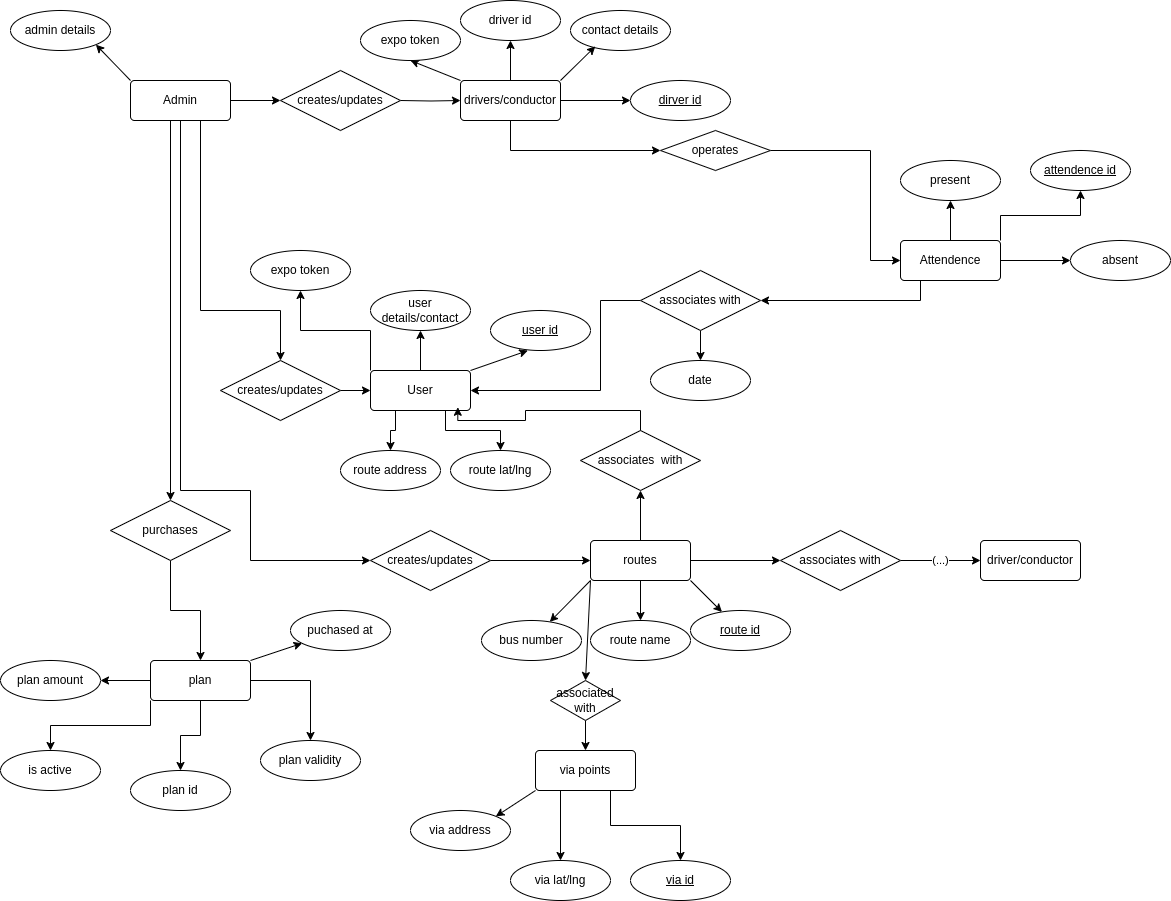 admin details
expo token
driver id
contact details
Admin
creates/updates
drivers/conductor
dirver id
operates
present
attendence id
Attendence
absent
expo token
user
details/contact
user id
associates with
date
creates/updates
User
route address
route lat/lng
associates  with
purchases
creates/updates
routes
associates with
(...)
driver/conductor
bus number
route name
route id
puchased at
plan amount
plan
associated
with
is active
plan id
plan validity
via points
via address
via lat/lng
via id